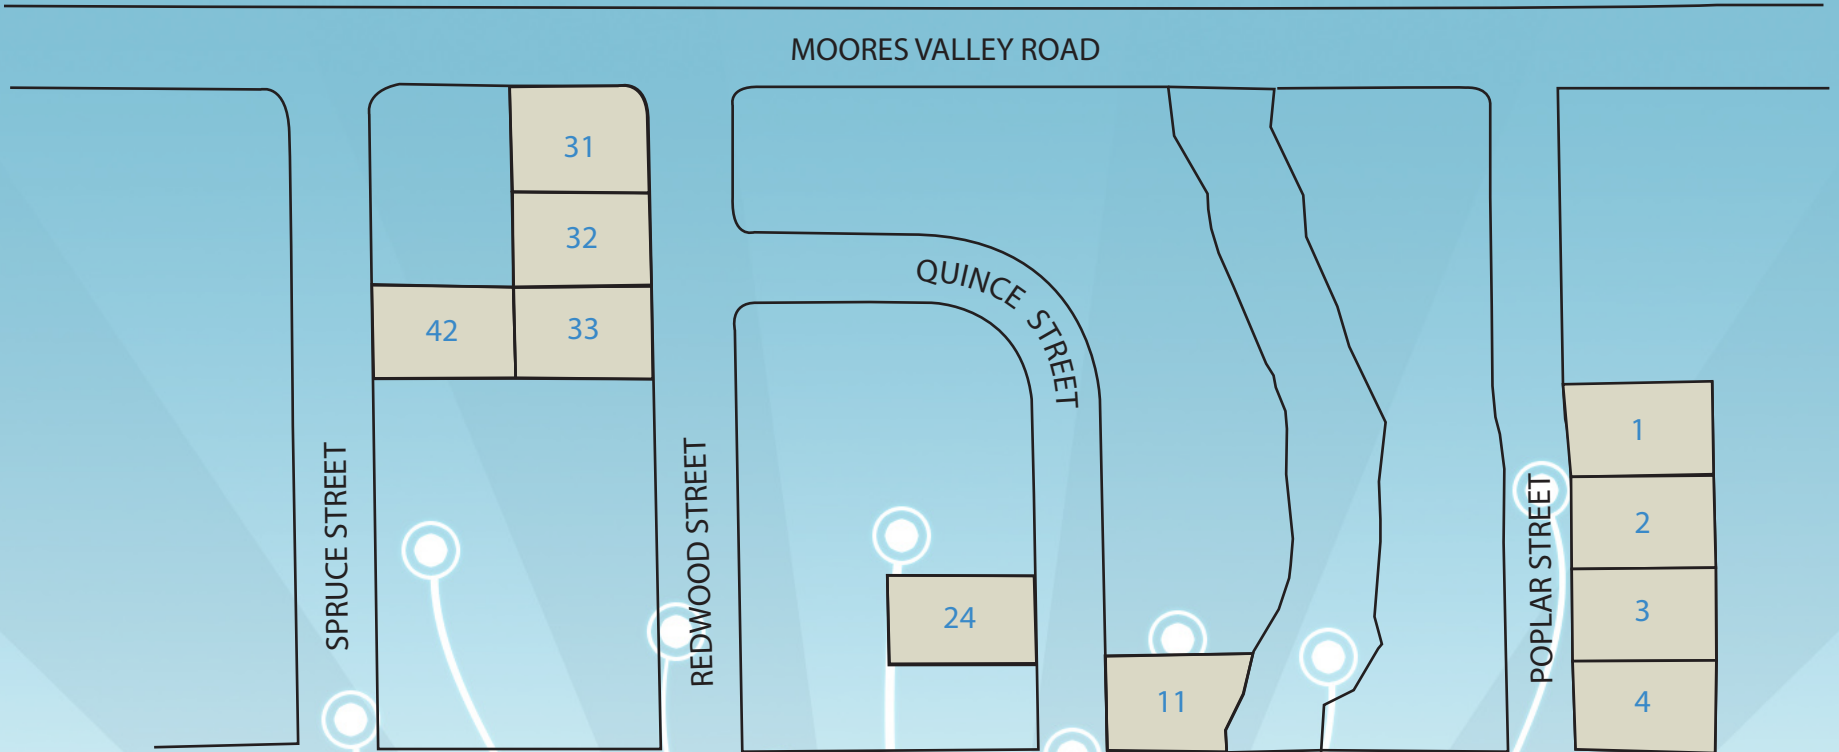 MOORES VALLEY ROAD
31
32
QUINCE STREET
42
33
1
SPRUCE STREET
REDWOOD STREET
POPLAR STREET
2
24
3
11
4